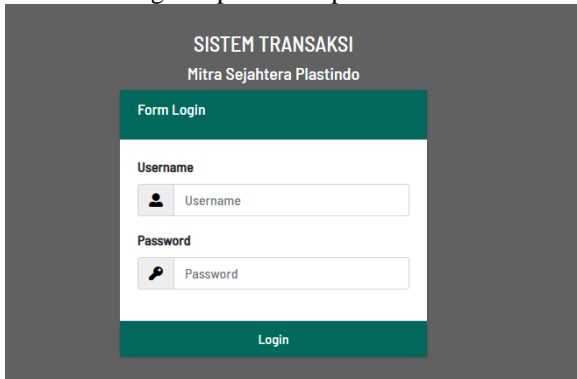 SISTEM TRANSAKSI
Mitra Sejahtera Plastindo
Form Login
Username
Username
Password
Password
Login